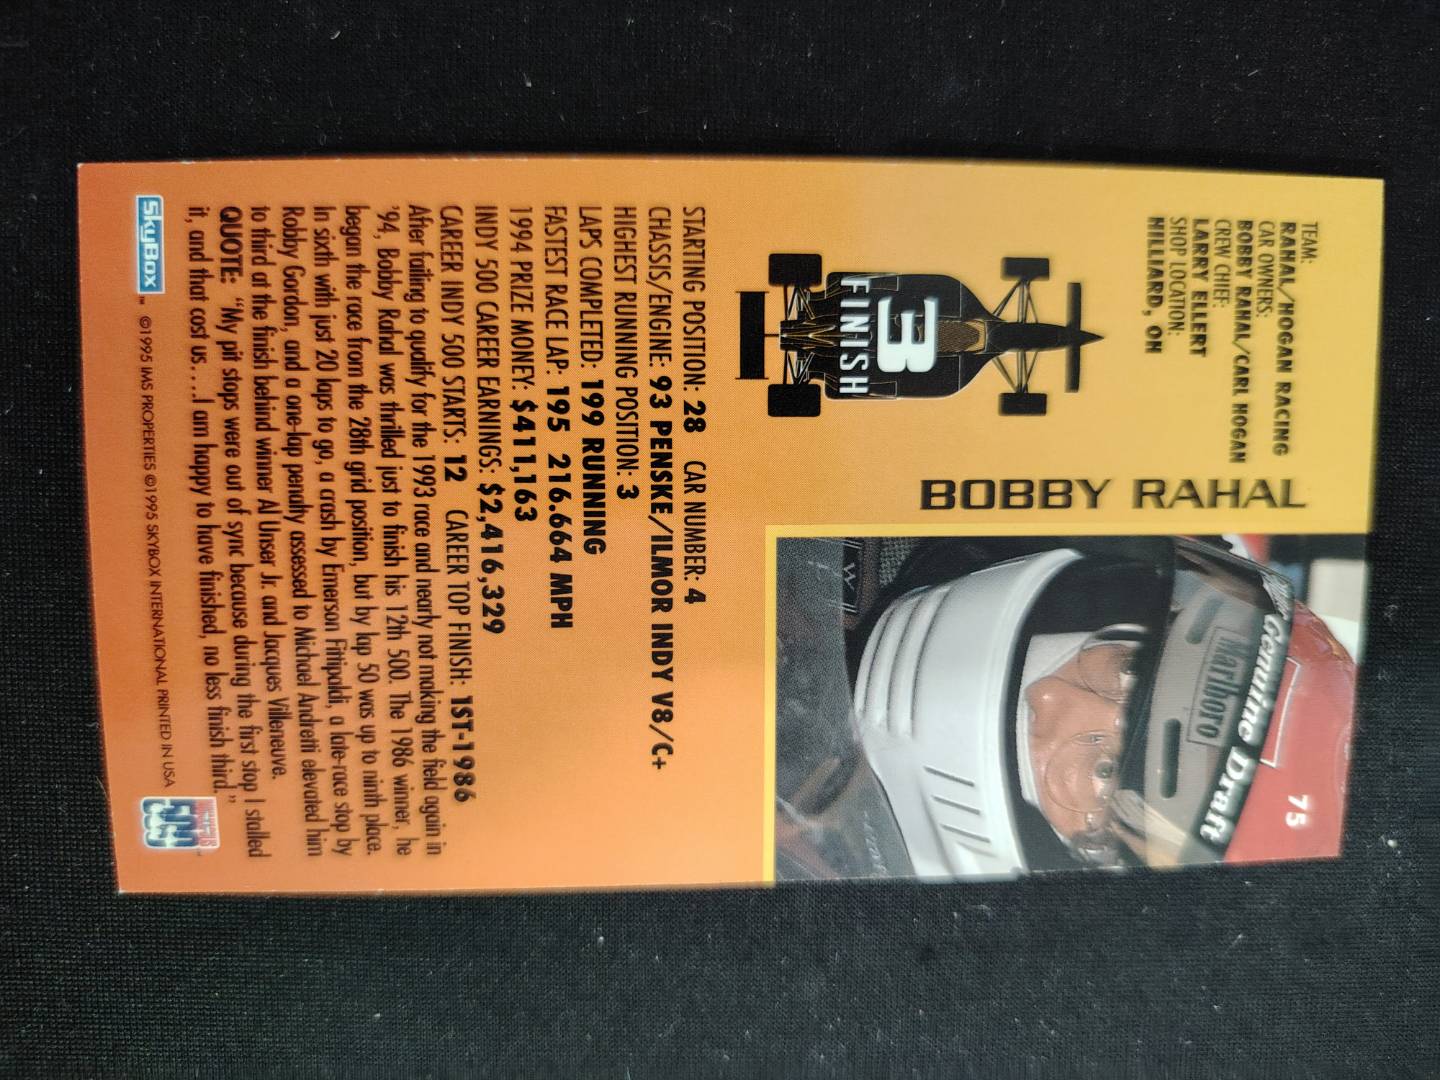 TEAM:
RAHAL/HOGAN RACING
CAR OWNERS:
BOBBY RAHAL/CARL HOGAN
CREW CHIEF:
LARRY ELLERT
SHOP LOCATION:
HILLIARD, OH
3
FINISH
BOBBY RAHAL
75
Genuine Draft
Marlboro
STARTING POSITION: 28 CAR NUMBER: 4
CHASSIS/ENGINE: 93 PENSKE/ILMOR INDY V8/C+
HIGHEST RUNNING POSITION: 3
LAPS COMPLETED: 199 RUNNING
FASTEST RACE LAP: 195 216.664 MPH
1994 PRIZE MONEY: $411,163
INDY 500 CAREER EARNINGS: $2,416,329
CAREER INDY 500 STARTS: 12 CAREER TOP FINISH: 1ST-1986
After failing to qualify for the 1993 race and nearly not making the field again in
'94, Bobby Rahal was thrilled just to finish his 12th 500. The 1986 winner, he
began the race from the 28th grid position, but by lap 50 was up to ninth place.
In sixth with just 20 laps to go, a crash by Emerson Fittipaldi, a late-race stop by
Robby Gordon, and a one-lap penalty assessed to Michael Andretti elevated him
to third at the finish behind winner Al Unser Jr. and Jacques Villeneuve.
QUOTE: "My pit stops were out of sync because during the first stop I stalled
it, and that cost us. . . .I am happy to have finished, no less finish third."
SkyBox ™ ©1995 IMS PROPERTIES ©1995 SKYBOX INTERNATIONAL PRINTED IN USA